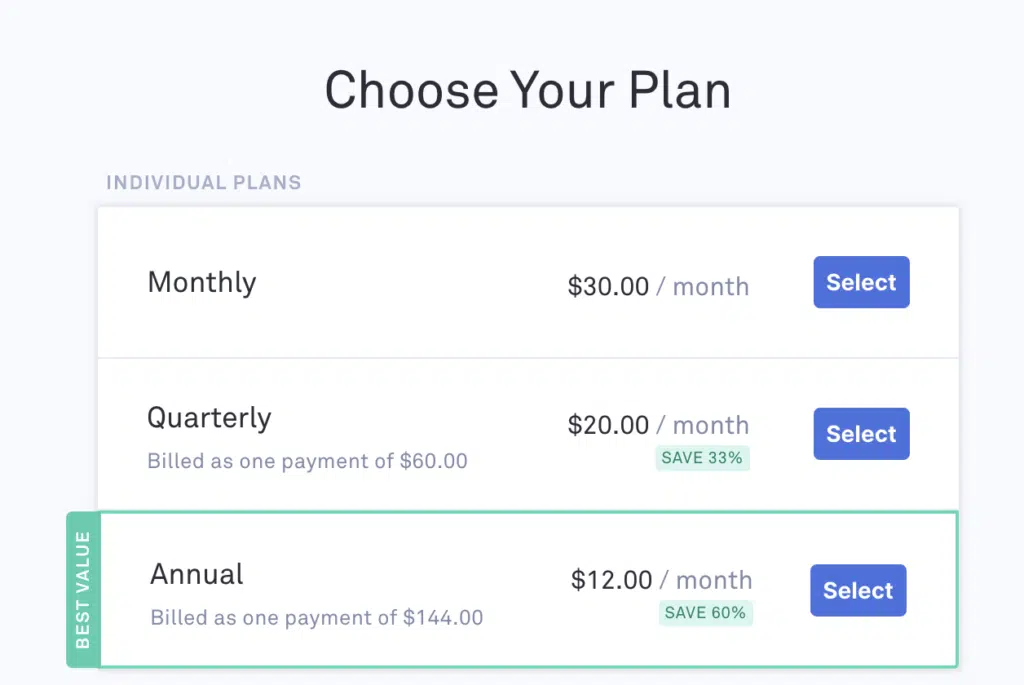 Choose Your Plan
INDIVIDUAL PLANS
Monthly
$30.00 / month
Select
Quarterly
Billed as one payment of $60.00
$20.00 / month
SAVE 33%
Select
BEST VALUE
Annual
Billed as one payment of $144.00
$12.00 / month
SAVE 60%
Select